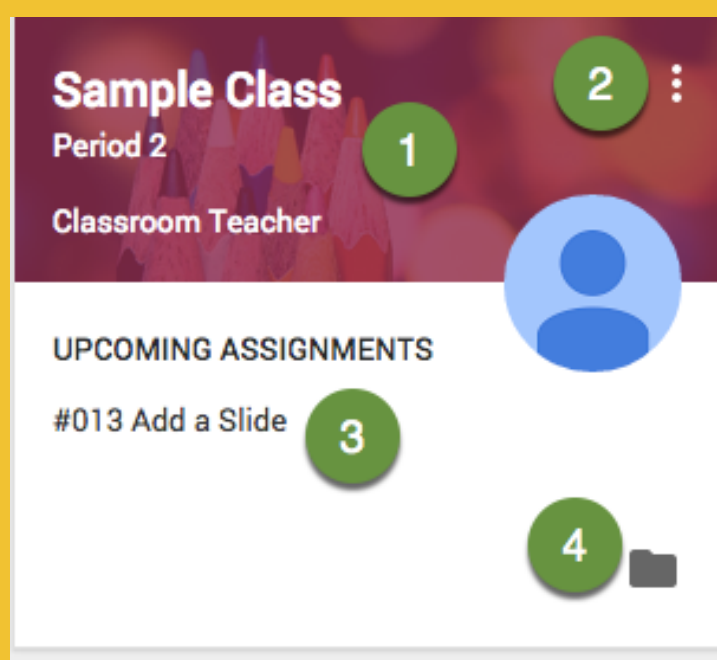 Sample Class
2
Period 2
1
Classroom Teacher
UPCOMING ASSIGNMENTS
#013 Add a Slide
3
4